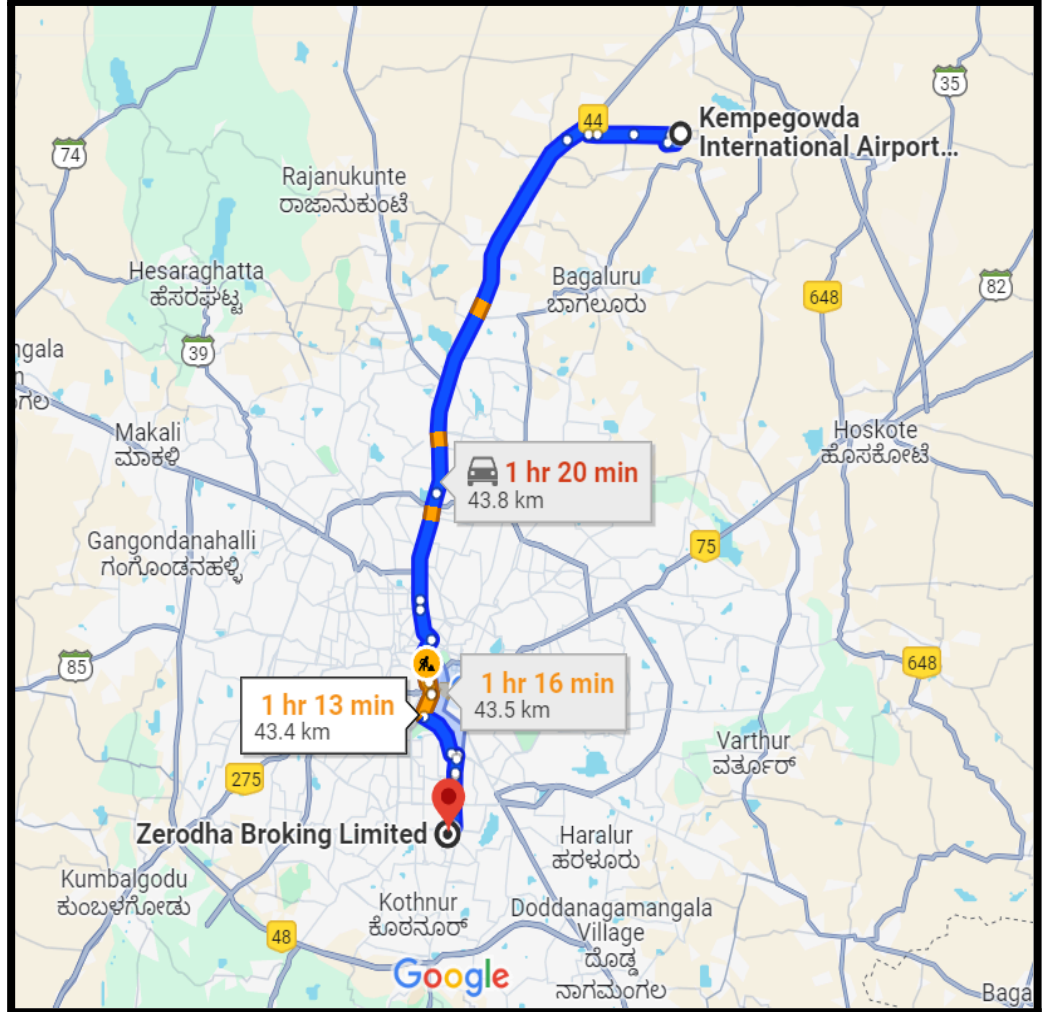 35
44
Kempegowda
International Airport...
74
Rajanukunte
ರಾಜಾನುಕುಂಟೆ
Hesaraghatta
ಹೆಸರಘಟ್ಟ
Bagaluru
ಬಾಗಲೂರು
82
648
ngala
39
Makali
ಮಾಕಳಿ
Hoskote
ಹೊಸಕೋಟೆ
1 hr 20 min
43.8 km
Gangondanahalli
ಗಂಗೊಂಡನಹಳ್ಳಿ
75
85
648
1 hr 16 min
43.5 km
1 hr 13 min
43.4 km
Varthur
ವರ್ತೂರ್
275
Zerodha Broking Limited
Haralur
ಹರಳೂರು
Kumbalgodu
ಕುಂಬಳಗೋಡು
Kothnur
ಕೊಠನೂರ್
Doddanagamangala
Village
ದೊಡ್ಡ
ನಾಗಮಂಗಲ
48
Google
Baga